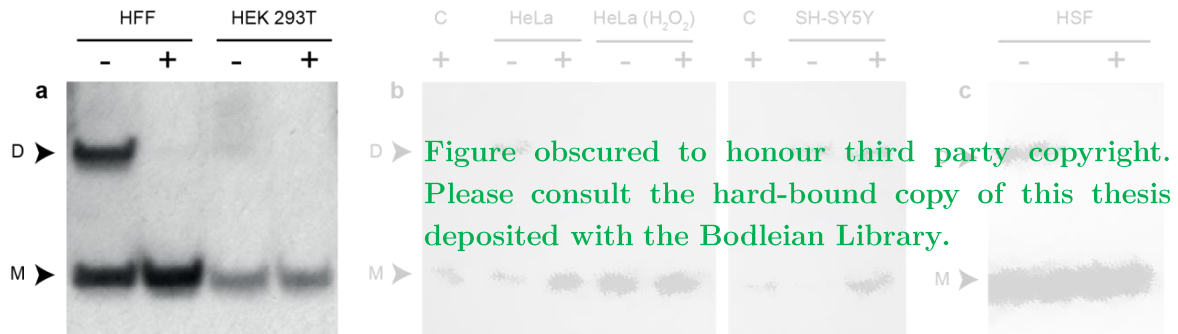 HFF HEK 293T C HeLa HeLa (H₂O₂) C SH-SY5Y HSF
- + - + + - + - + + - + - +
a b c
D D
Figure obscured to honour third party copyright.
Please consult the hard-bound copy of this thesis
deposited with the Bodleian Library.
M M M